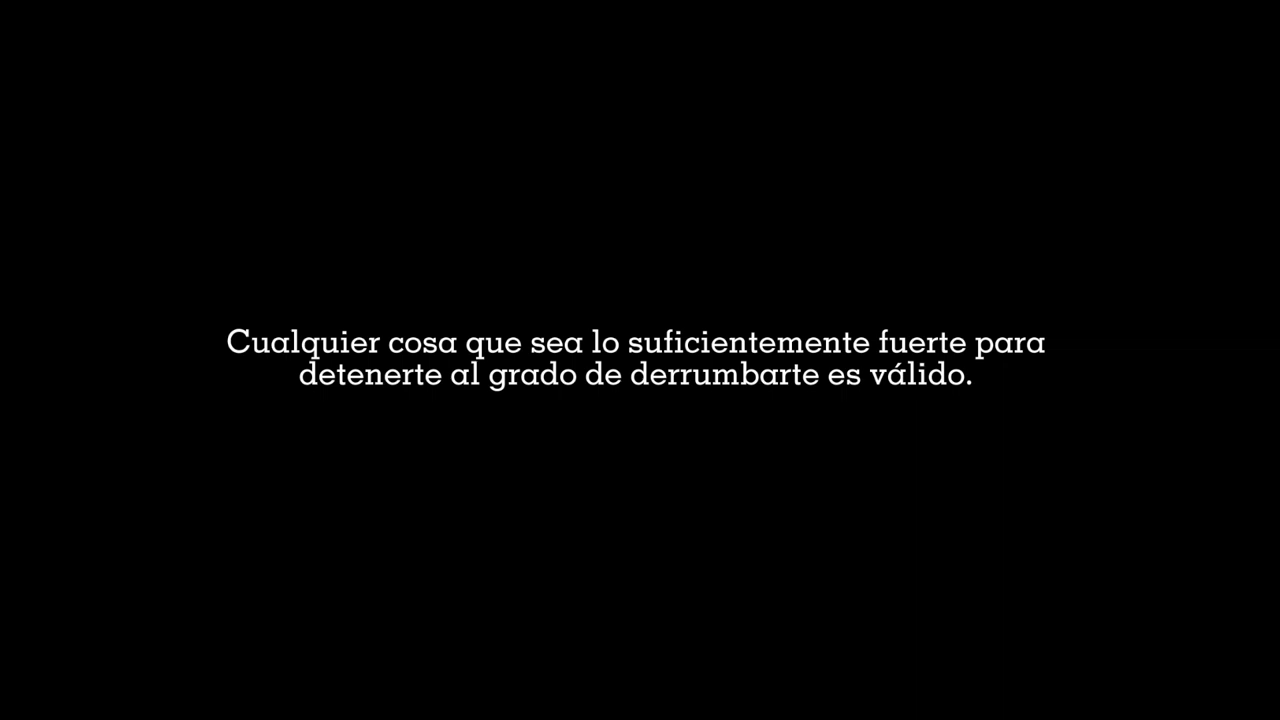 Cualquier cosa que sea lo suficientemente fuerte para
detenerte al grado de derrumbarte es válido.